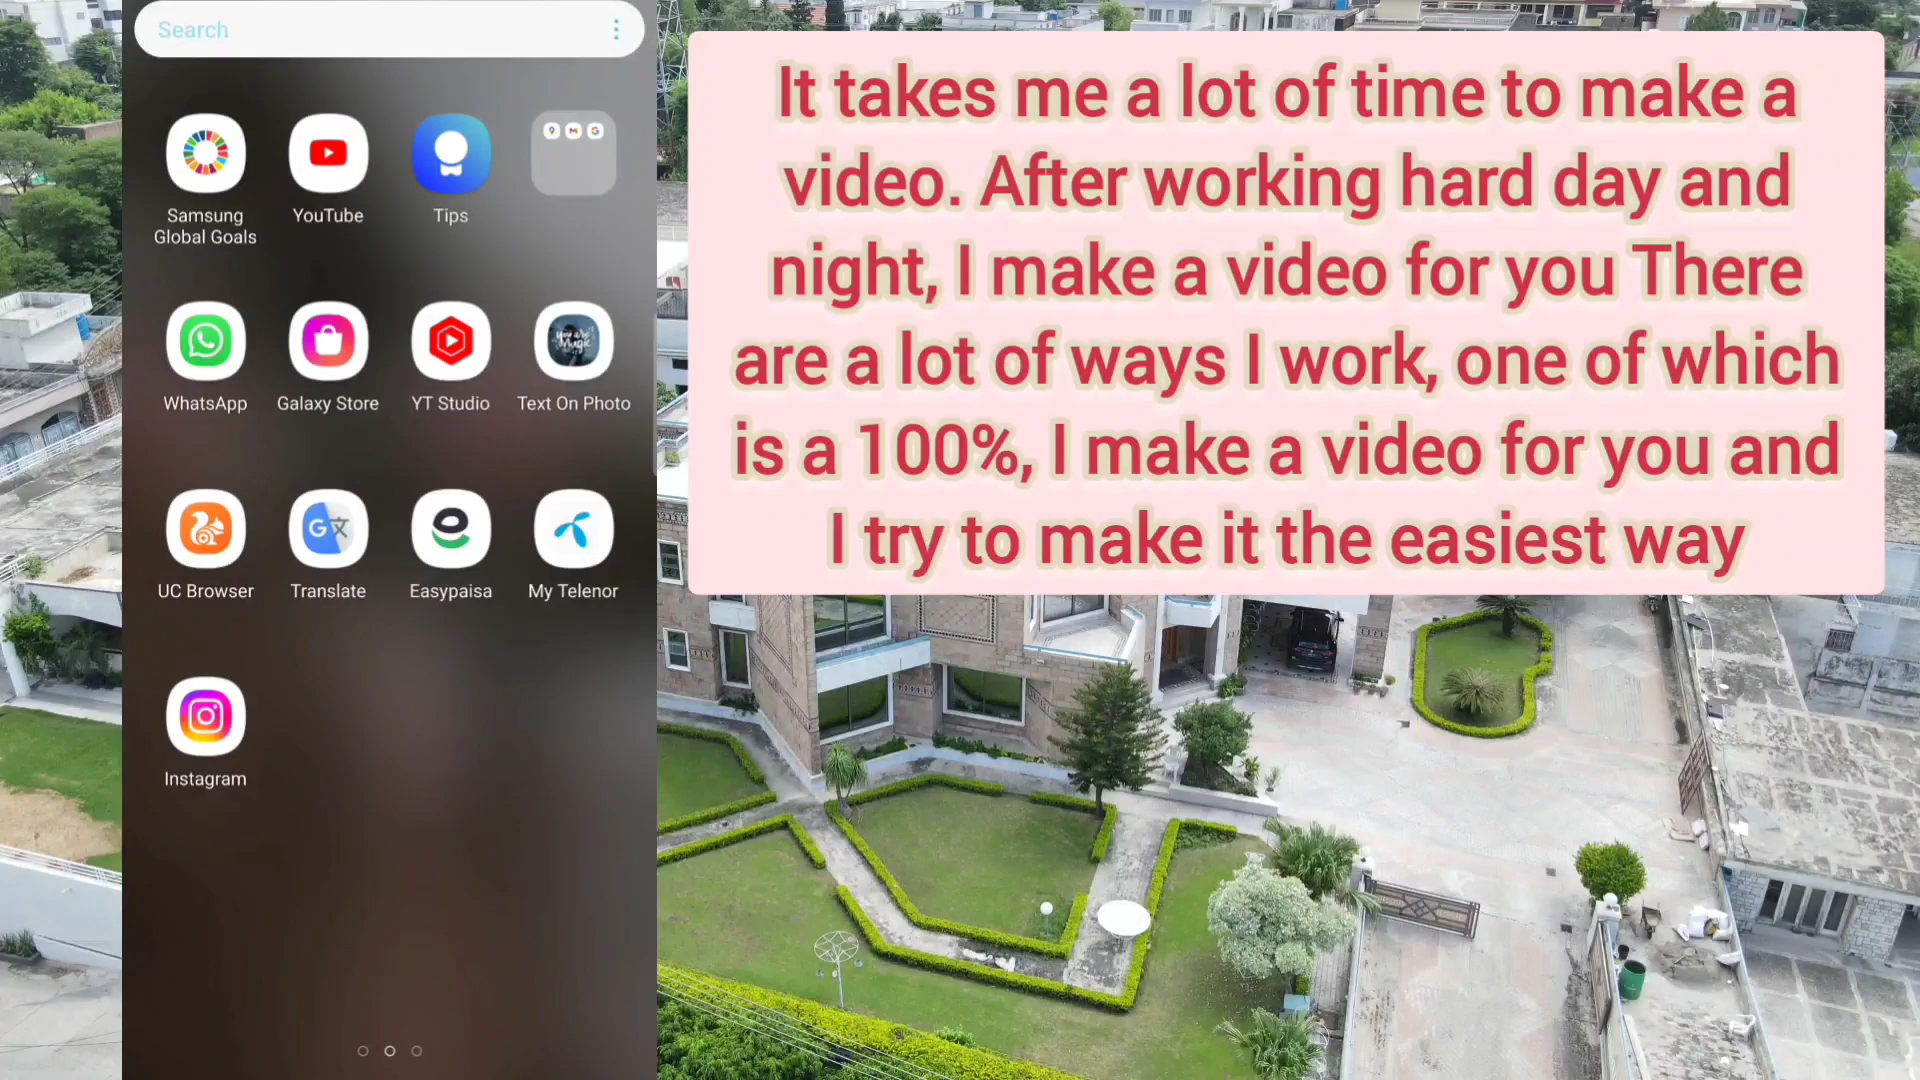 Search
Samsung
Global Goals
YouTube
Tips
WhatsApp
Galaxy Store
YT Studio
Text On Photo
UC Browser
Translate
Easypaisa
My Telenor
Instagram
It takes me a lot of time to make a
video. After working hard day and
night, I make a video for you There
are a lot of ways I work, one of which
is a 100%, I make a video for you and
I try to make it the easiest way